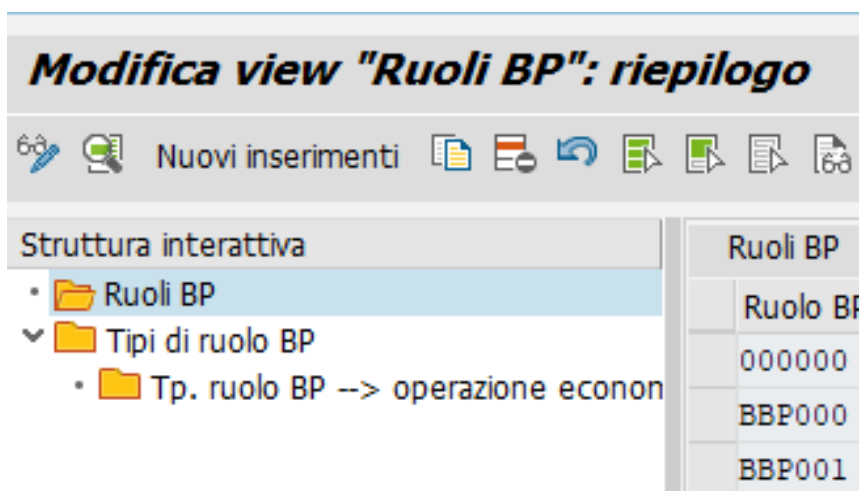 Modifica view "Ruoli BP": riepilogo
Nuovi inserimenti
Struttura interattiva
Ruoli BP
Tipi di ruolo BP
Tp. ruolo BP --> operazione econon
Ruoli BP
Ruolo BP
000000
BBP000
BBP001